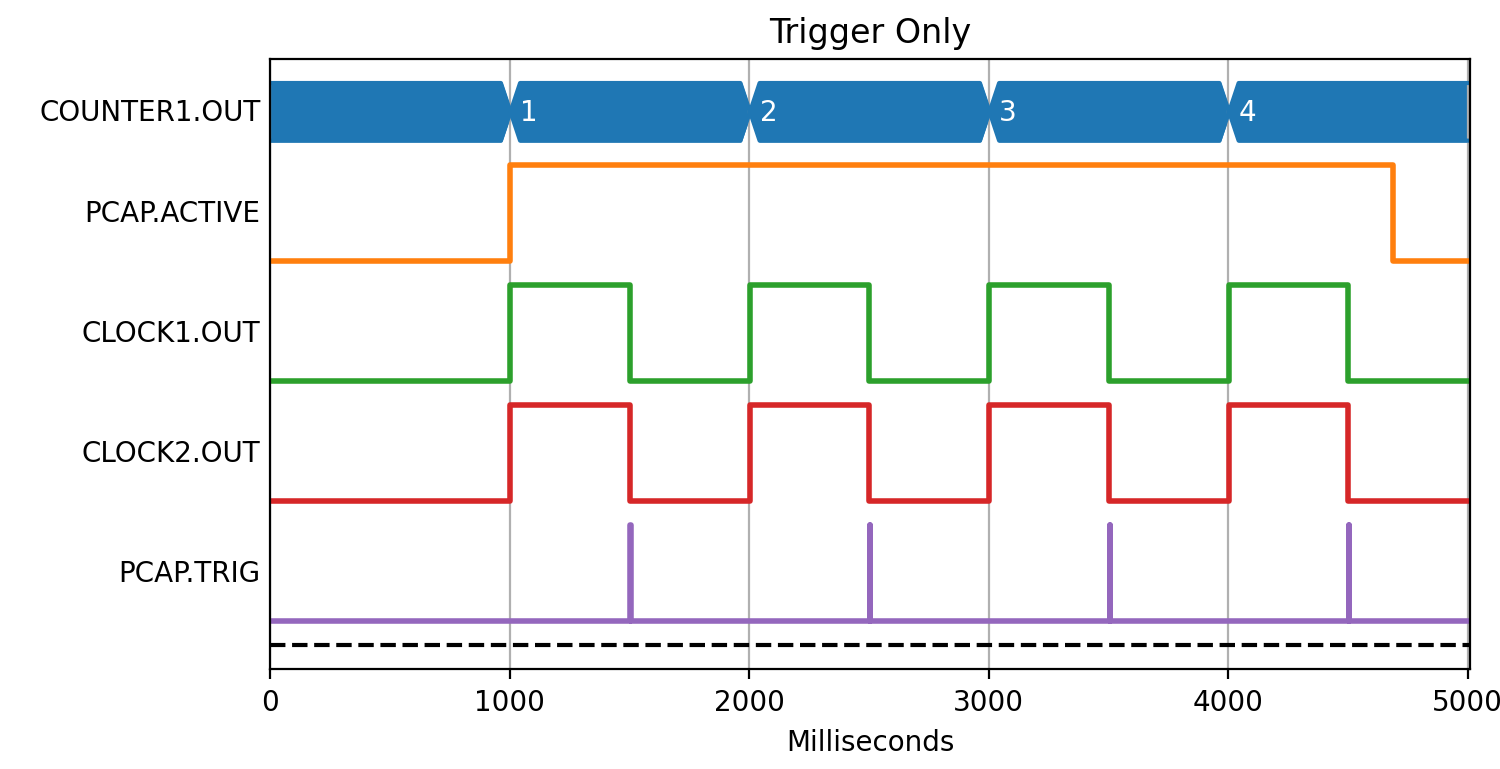 Trigger Only
COUNTER1.OUT
1 2 3 4
PCAP.ACTIVE
CLOCK1.OUT
CLOCK2.OUT
PCAP.TRIG
0 1000 2000 3000 4000 5000
Milliseconds